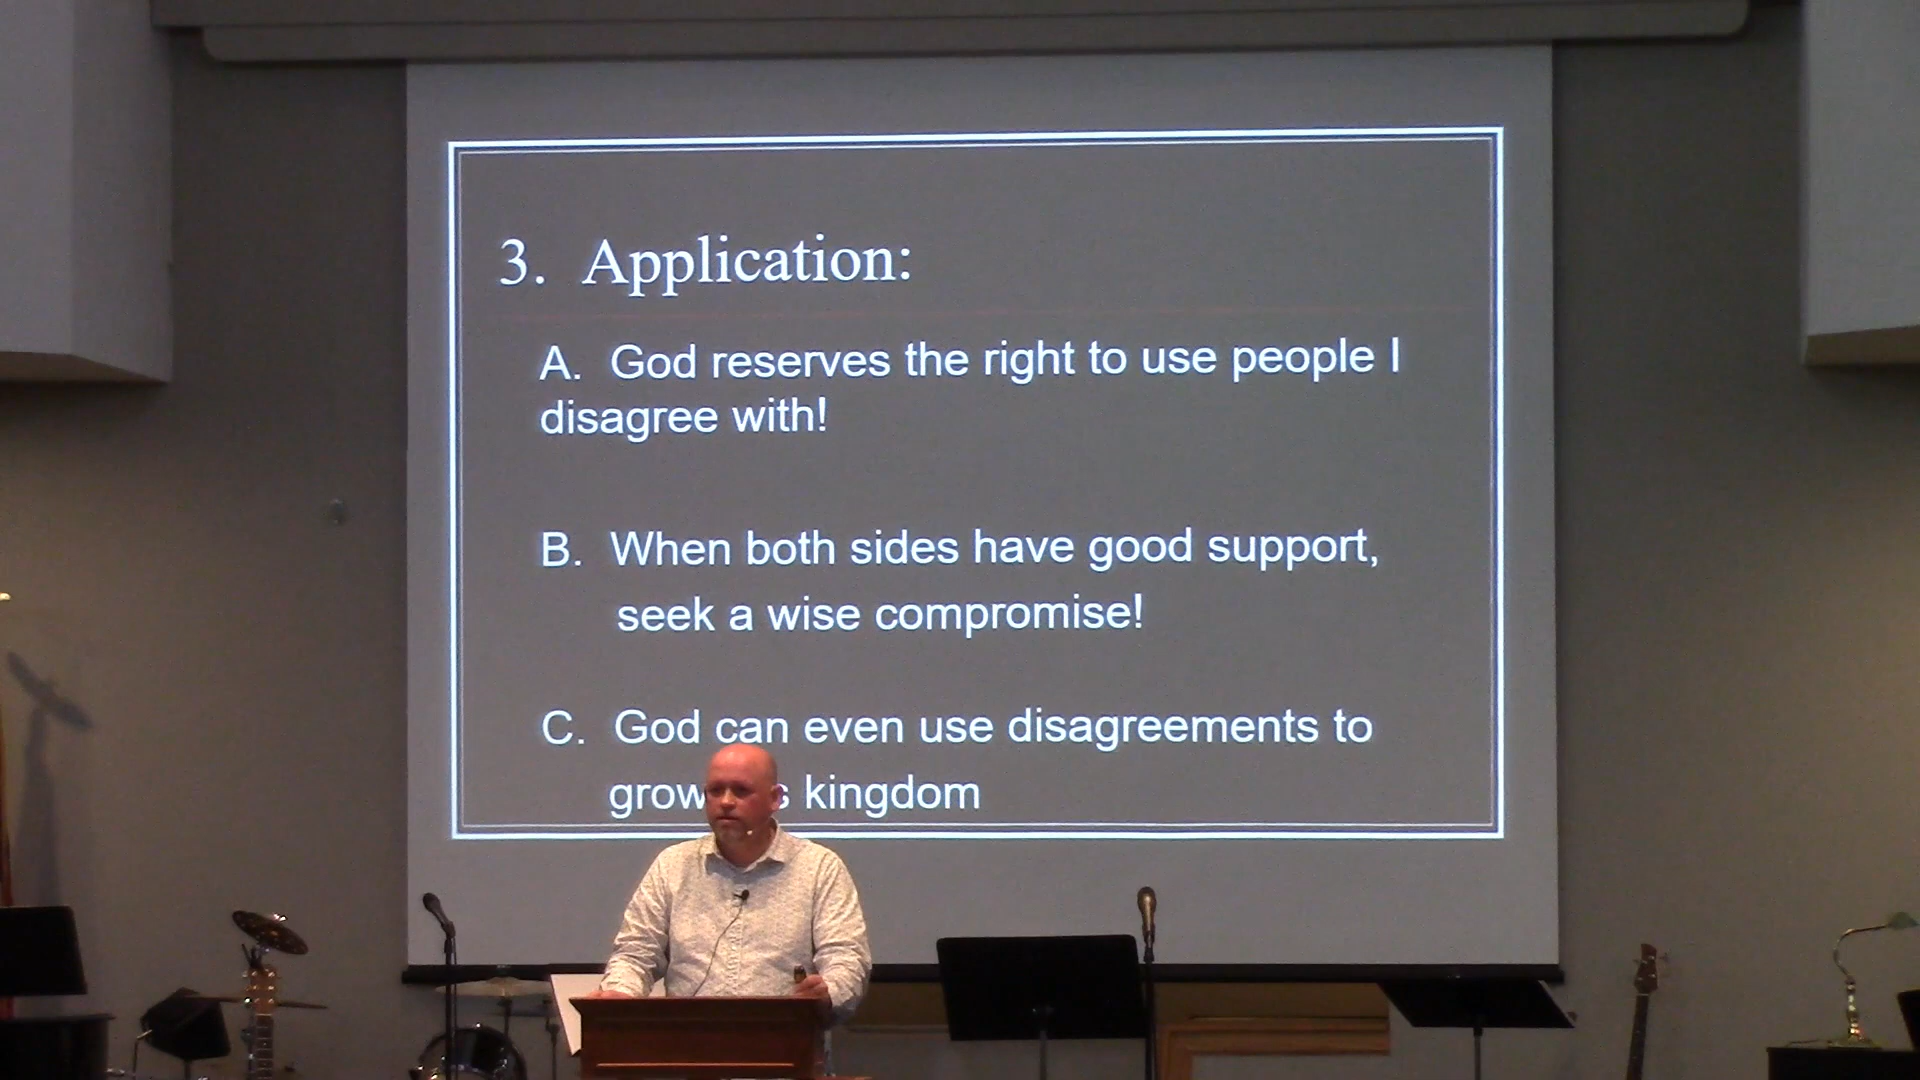 3. Application:
A. God reserves the right to use people I
disagree with!
B. When both sides have good support,
seek a wise compromise!
C. God can even use disagreements to
grow kingdom